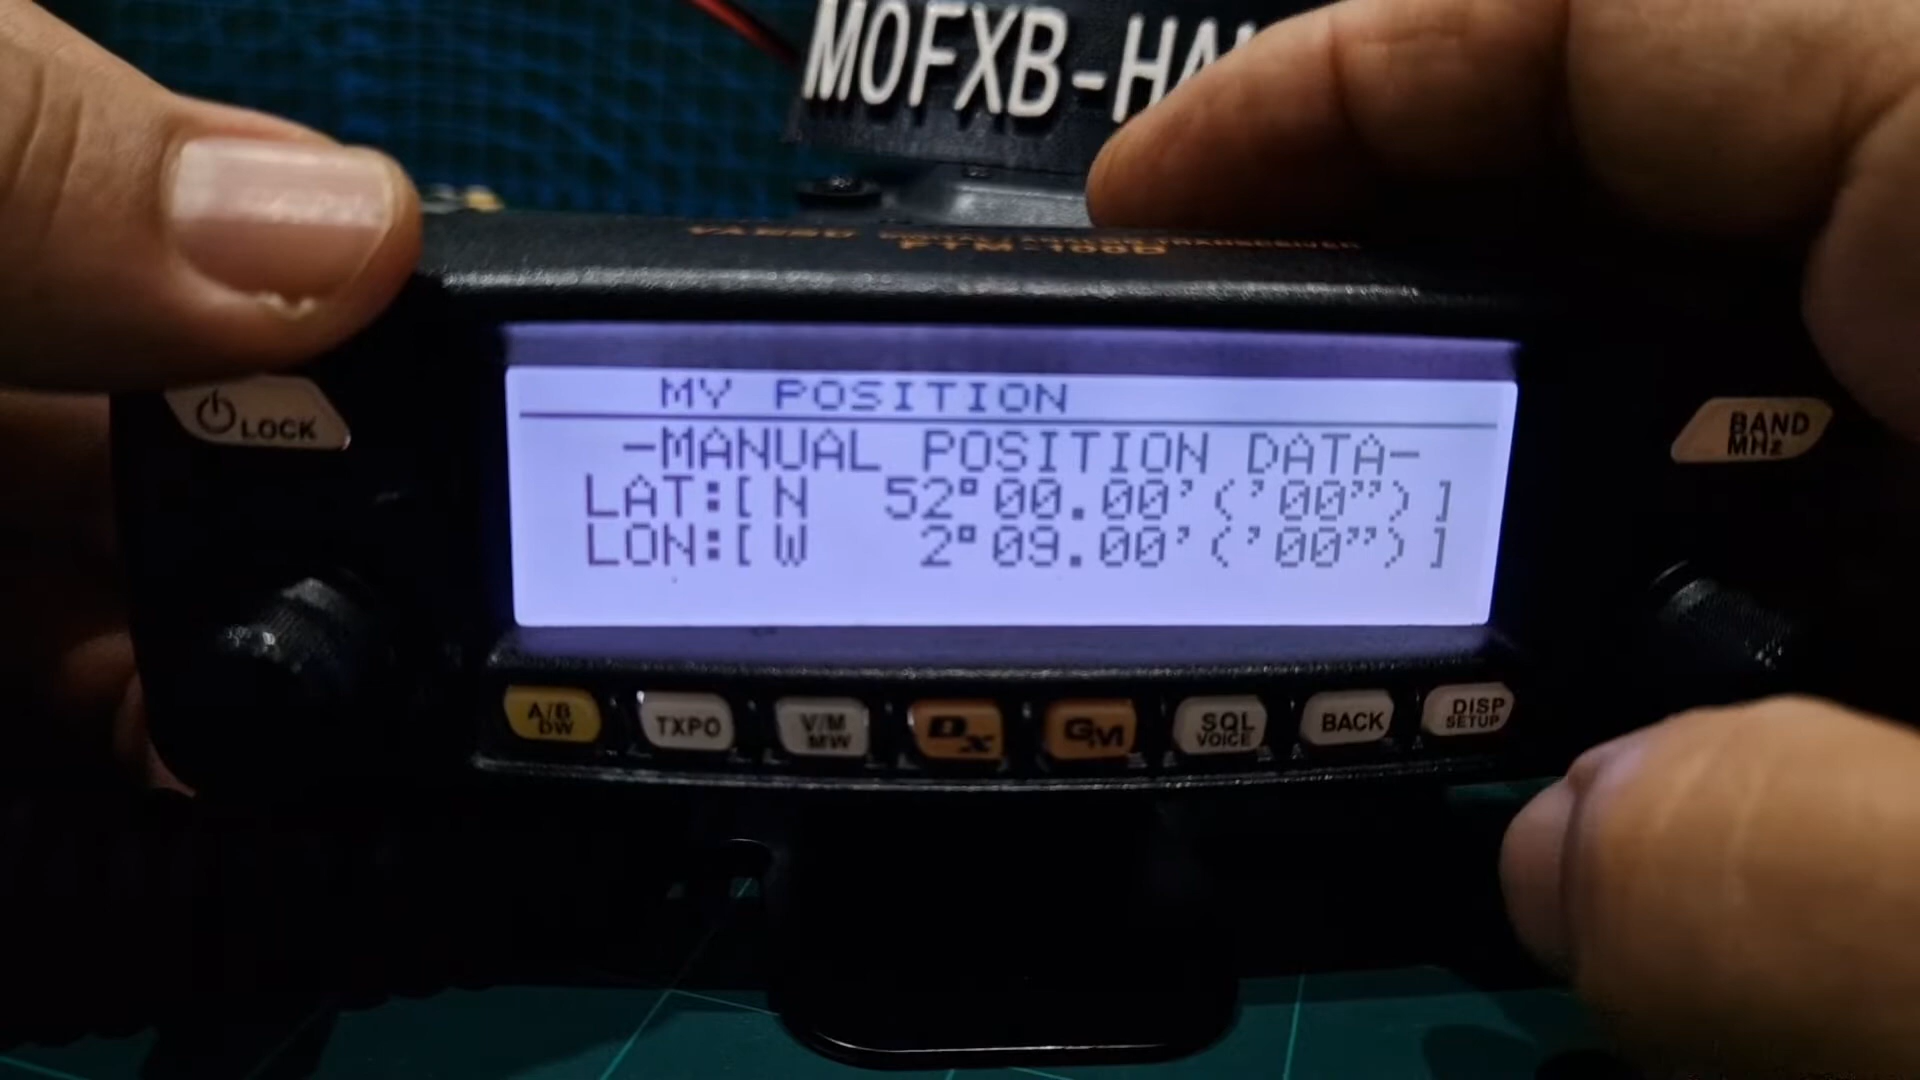 M0FXB-HA
YAESU
FTM-100D
MY POSITION
-MANUAL POSITION DATA-
LAT:[ N 52°00.00'('00") ]
LON:[ W 2°09.00'('00") ]
LOCK
BAND
MHz
A/B
DW
TXPO
V/M
MW
DX
GM
SQL
VOICE
BACK
DISP
SETUP